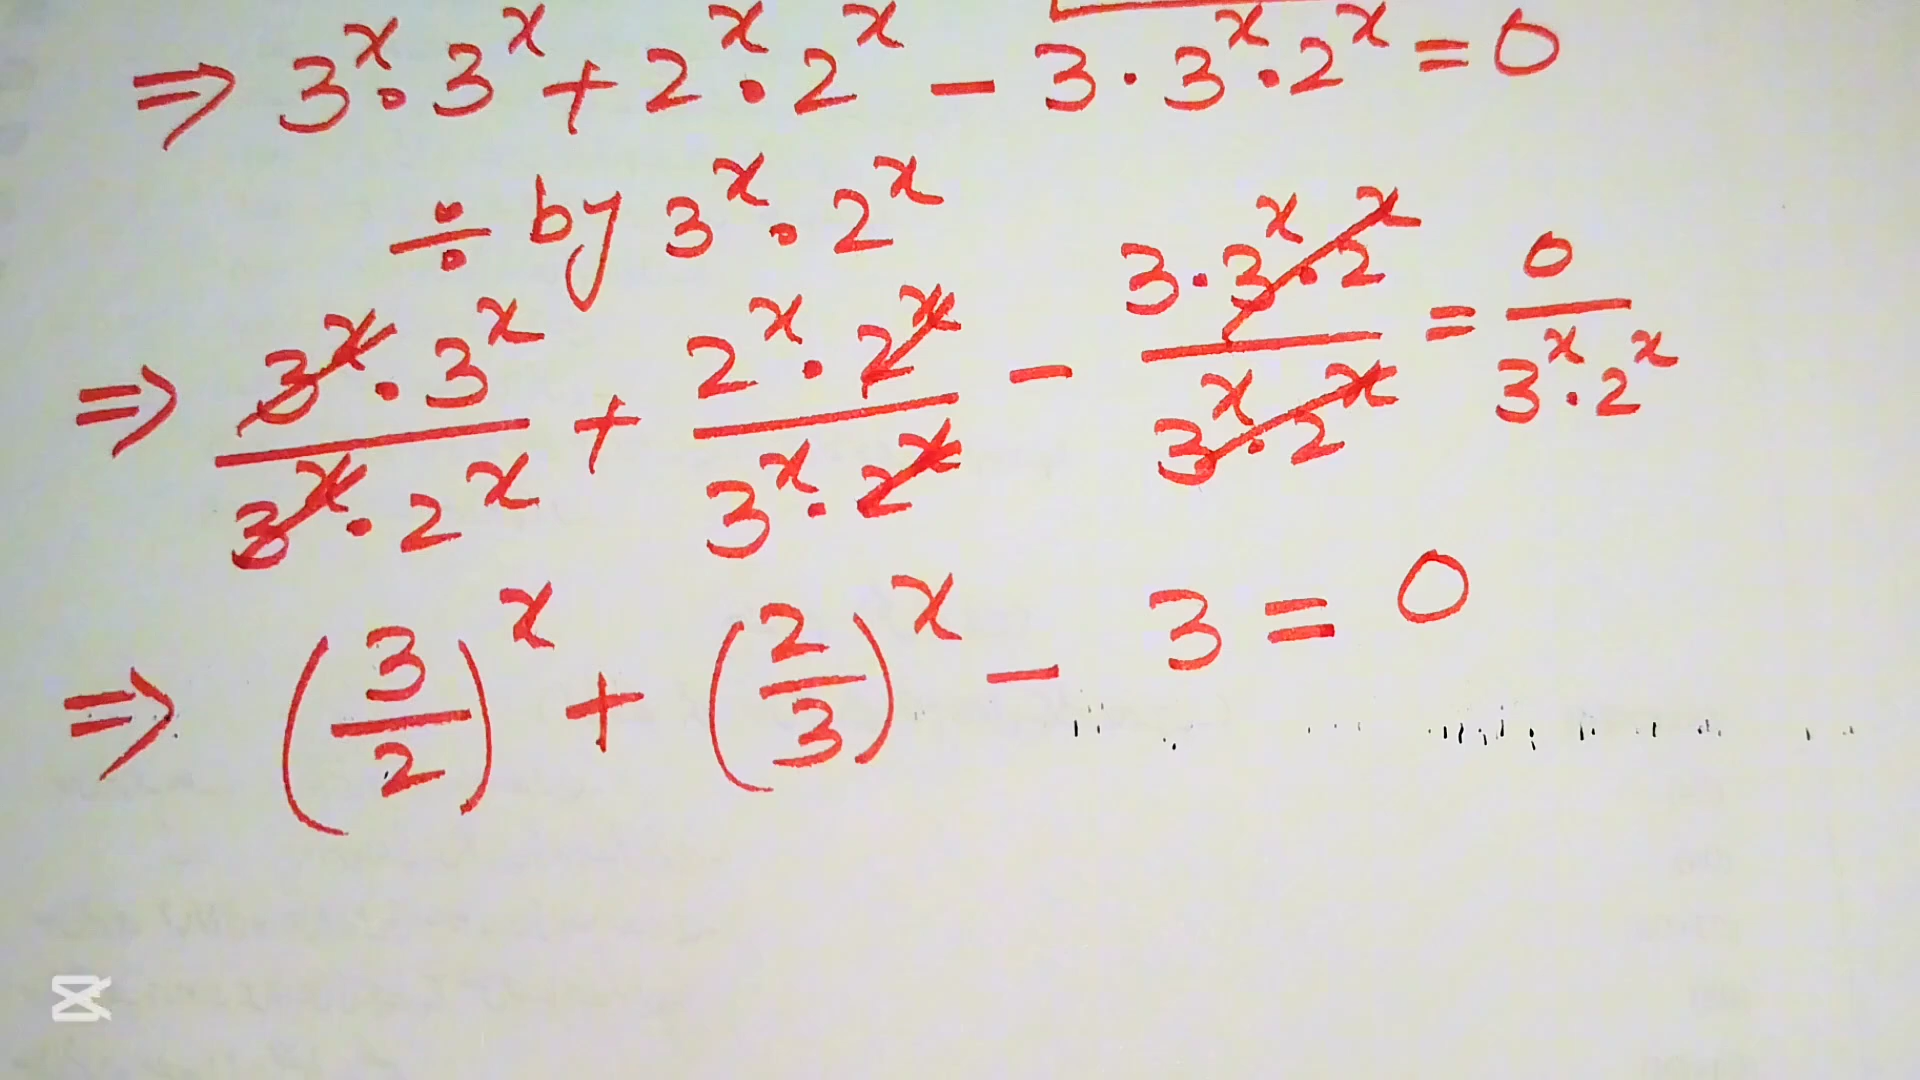 ⇒ 3^x · 3^x + 2^x · 2^x - 3 · 3^x · 2^x = 0
÷ by 3^x · 2^x
⇒ (3^x · 3^x)/(3^x · 2^x) + (2^x · 2^x)/(3^x · 2^x) - (3 · 3^x · 2^x)/(3^x · 2^x) = 0/(3^x · 2^x)
⇒ (3/2)^x + (2/3)^x - 3 = 0